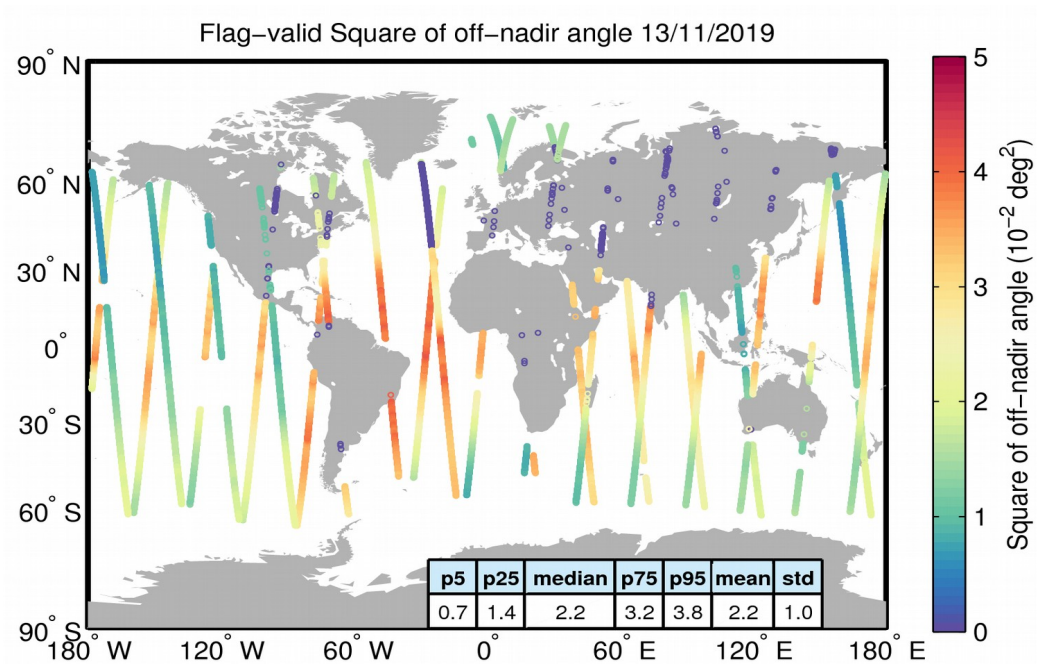 Flag-valid Square of off-nadir angle 13/11/2019
90° N
60° N
30° N
0°
30° S
60° S
90° S
180° W
120° W
60° W
0°
60° E
120° E
180° E
p5 p25 median p75 p95 mean std
0.7 1.4 2.2 3.2 3.8 2.2 1.0
5
4
3
2
1
0
Square of off-nadir angle (10⁻² deg²)